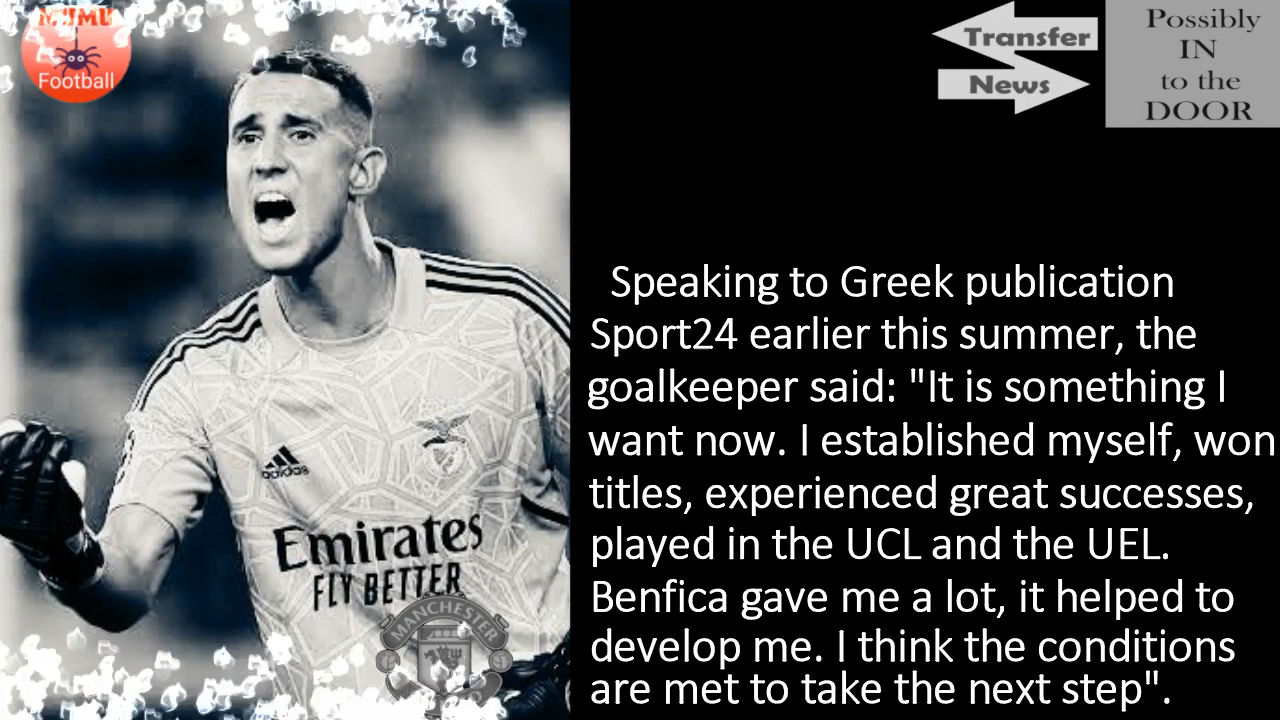 MUMU
Football
Transfer
News
Possibly
IN
to the
DOOR
Speaking to Greek publication
Sport24 earlier this summer, the
goalkeeper said: "It is something I
want now. I established myself, won
titles, experienced great successes,
played in the UCL and the UEL.
Benfica gave me a lot, it helped to
develop me. I think the conditions
are met to take the next step".
adidas
Emirates
FLY BETTER
MANCHESTER